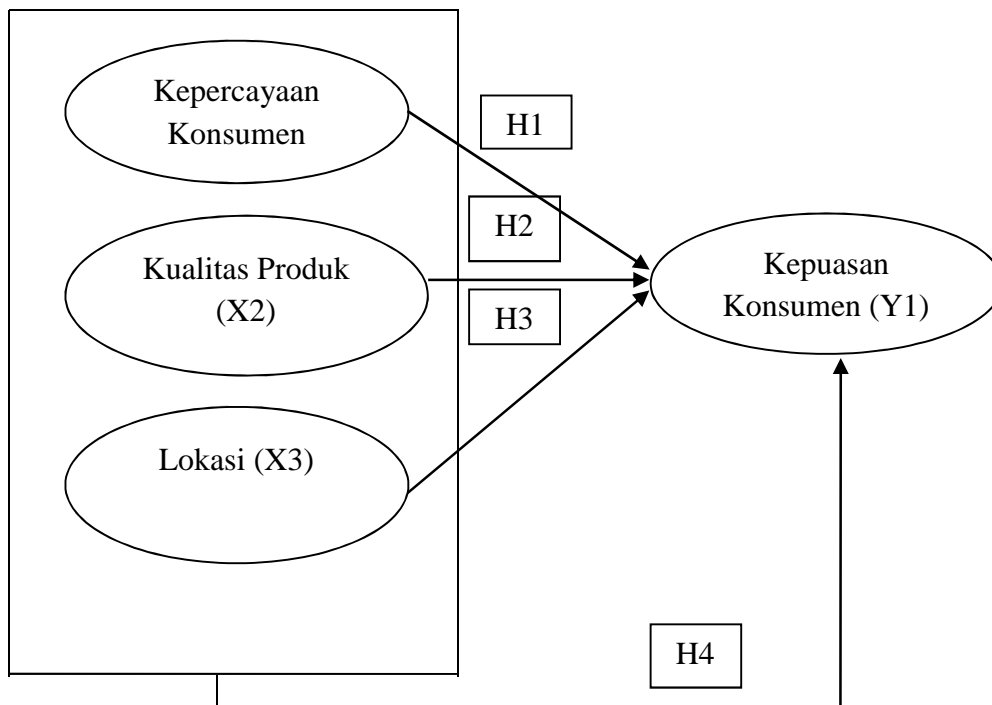 Kepercayaan
Konsumen
H1
H2
Kualitas Produk
(X2)
H3
Kepuasan
Konsumen (Y1)
Lokasi (X3)
H4